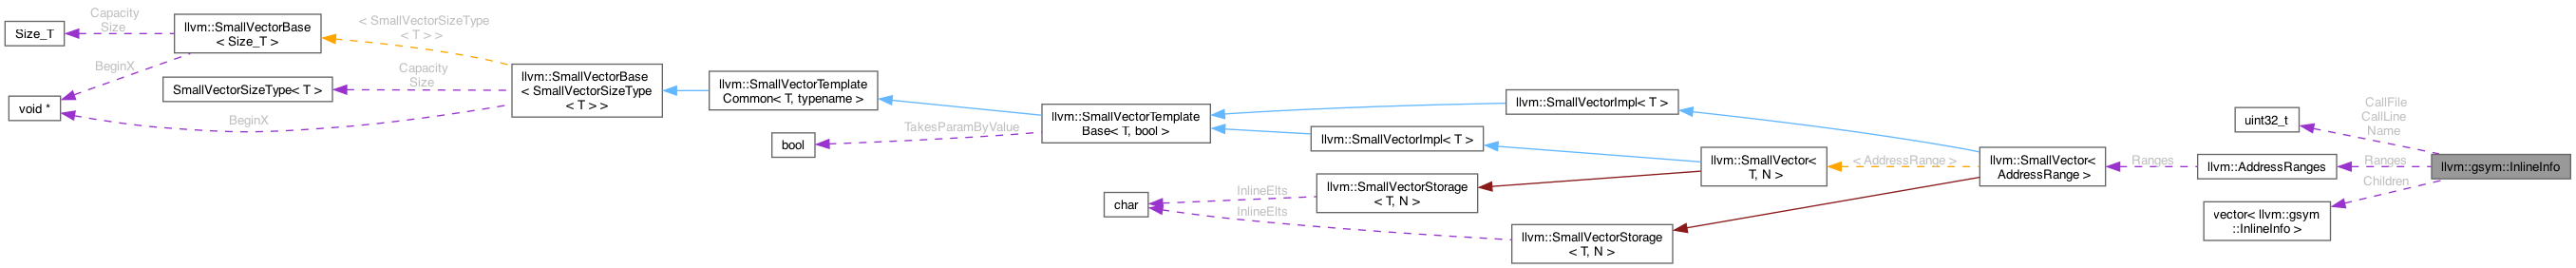 Size_T
Capacity
Size
llvm::SmallVectorBase
< Size_T >
< SmallVectorSizeType
< T > >
BeginX
SmallVectorSizeType< T >
Capacity
Size
void *
BeginX
llvm::SmallVectorBase
< SmallVectorSizeType
< T > >
llvm::SmallVectorTemplate
Common< T, typename >
bool
TakesParamByValue
llvm::SmallVectorTemplate
Base< T, bool >
llvm::SmallVectorImpl< T >
llvm::SmallVectorImpl< T >
char
InlineElts
InlineElts
llvm::SmallVectorStorage
< T, N >
llvm::SmallVectorStorage
< T, N >
llvm::SmallVector<
T, N >
< AddressRange >
llvm::SmallVector<
AddressRange >
Ranges
uint32_t
CallFile
CallLine
Name
llvm::AddressRanges
Ranges
Children
vector< llvm::gsym
::InlineInfo >
llvm::gsym::InlineInfo